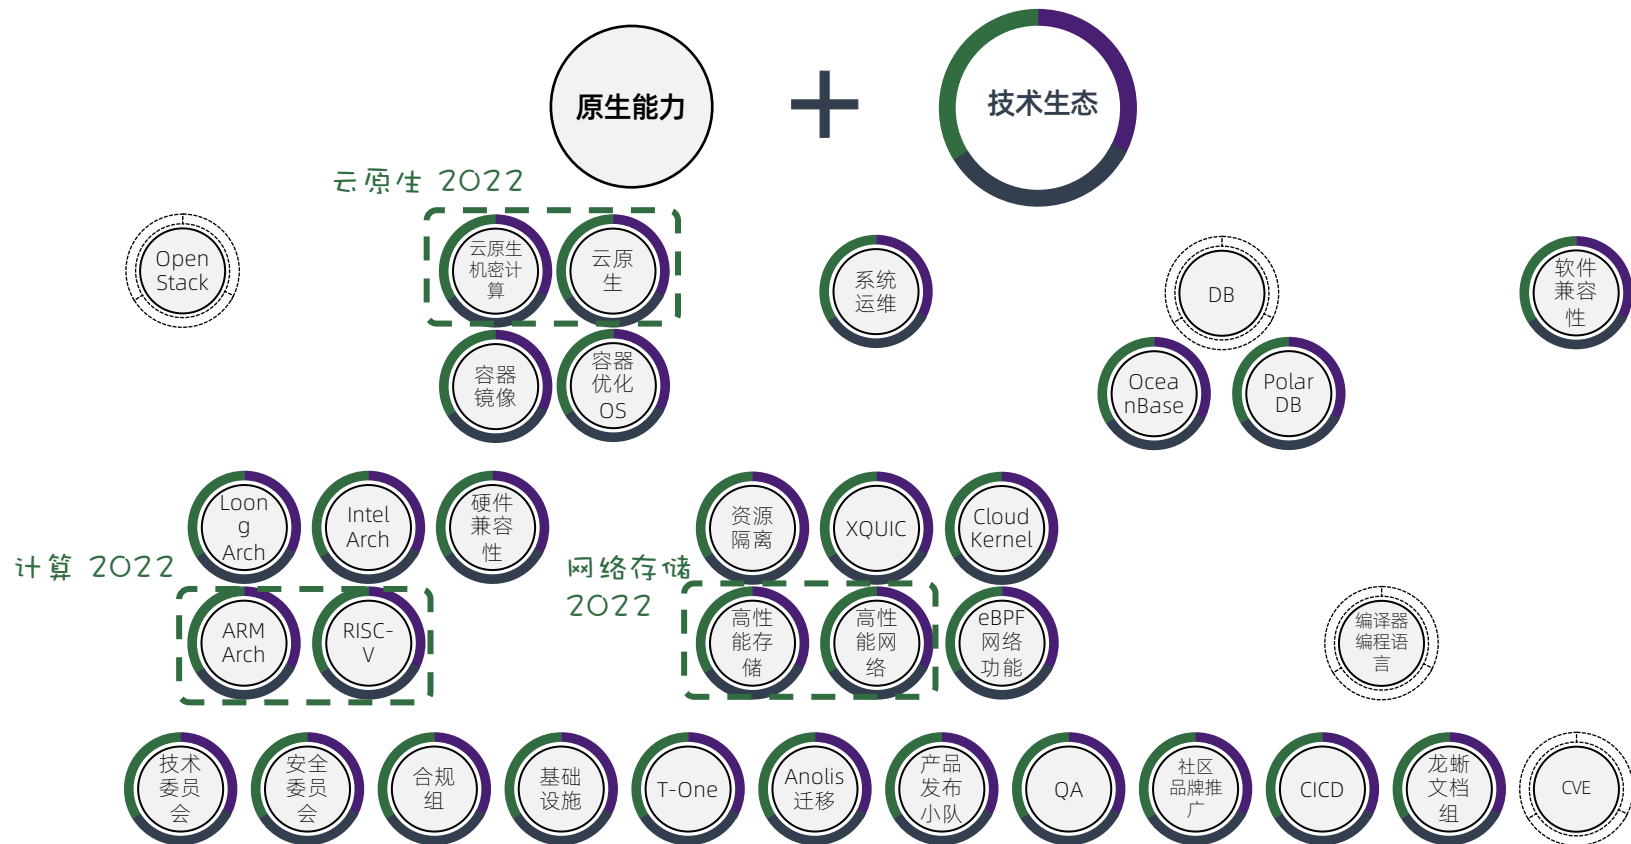 原生能力
技术生态
云原生 2022
Open
Stack
云原生
机密计
算
云原
生
系统
运维
DB
软件
兼容
性
容器
镜像
容器
优化
OS
Ocea
nBase
Polar
DB
Loon
g
Arch
Intel
Arch
硬件
兼容
性
资源
隔离
XQUIC
Cloud
Kernel
计算 2022
网络存储
2022
ARM
Arch
RISC-
V
高性
能存
储
高性
能网
络
eBPF
网络
功能
编译器
编程语
言
技术
委员
会
安全
委员
会
合规
组
基础
设施
T-One
Anolis
迁移
产品
发布
小队
QA
社区
品牌推
广
CICD
龙蜥
文档
组
CVE